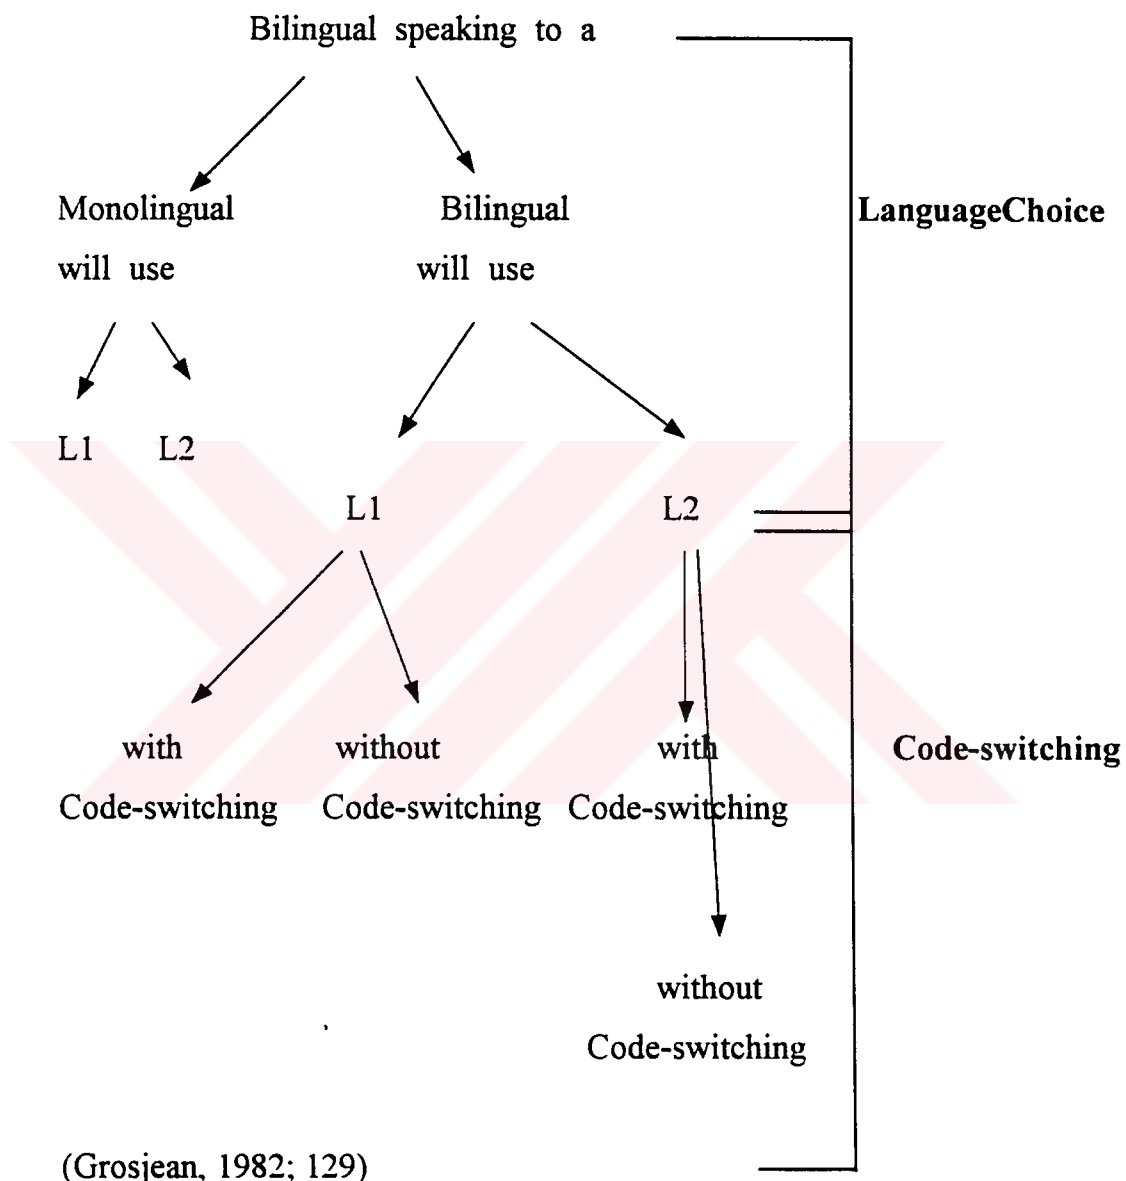 Bilingual speaking to a
Monolingual Bilingual LanguageChoice
will use will use
L1 L2
L1 L2
with without with Code-switching
Code-switching Code-switching Code-switching
without
Code-switching
(Grosjean, 1982; 129)